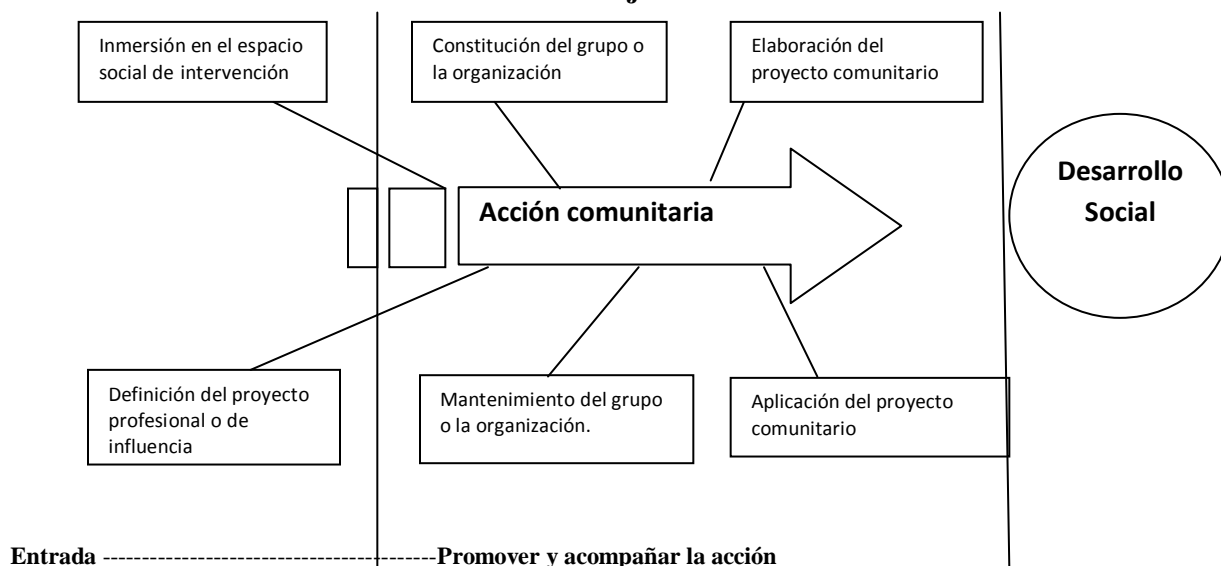 Inmersión en el espacio
social de intervención
Constitución del grupo o
la organización
Elaboración del
proyecto comunitario
Acción comunitaria
Desarrollo
Social
Definición del proyecto
profesional o de
influencia
Mantenimiento del grupo
o la organización.
Aplicación del proyecto
comunitario
Entrada ----------------------------------------Promover y acompañar la acción